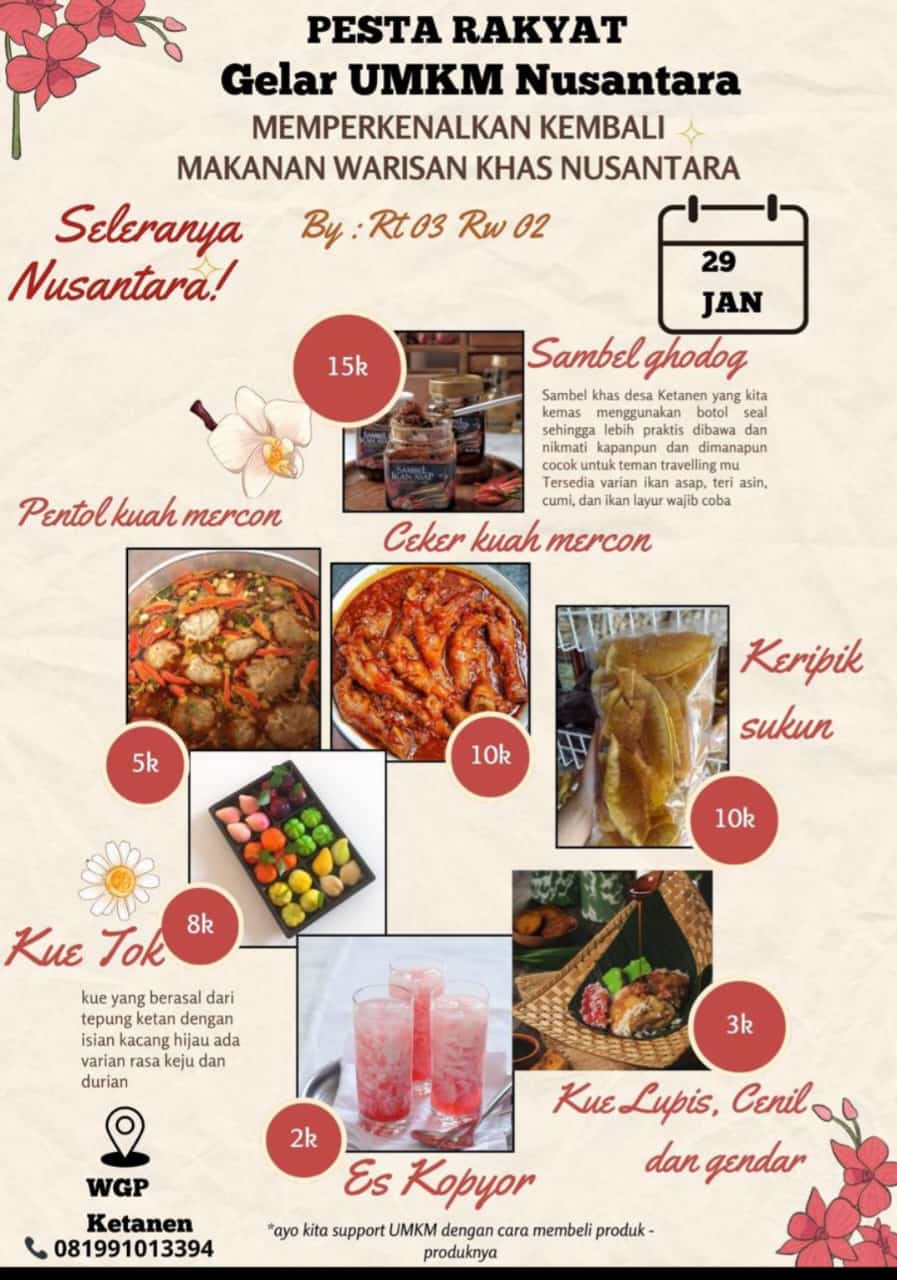 PESTA RAKYAT
Gelar UMKM Nusantara
MEMPERKENALKAN KEMBALI
MAKANAN WARISAN KHAS NUSANTARA
Seleranya
Nusantara!
By : Rt 03 Rw 02
29
JAN
15k
SAMBEL
IKAN ASAP
Sambel ghodog
Sambel khas desa Ketanen yang kita
kemas menggunakan botol seal
sehingga lebih praktis dibawa dan
nikmati kapanpun dan dimanapun
cocok untuk teman travelling mu
Tersedia varian ikan asap, teri asin,
cumi, dan ikan layur wajib coba
Pentol kuah mercon
5k
Ceker kuah mercon
10k
Keripik
sukun
10k
8k
Kue Tok
kue yang berasal dari
tepung ketan dengan
isian kacang hijau ada
varian rasa keju dan
durian
3k
Kue Lupis, Cenil
dan gendar
2k
Es Kopyor
WGP
Ketanen
081991013394
*ayo kita support UMKM dengan cara membeli produk -
produknya